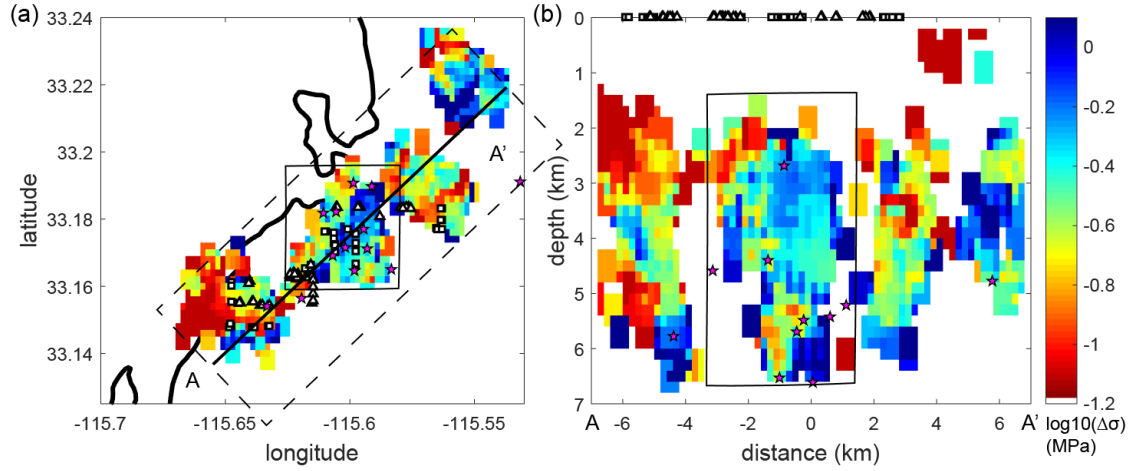 (a)
33.24
33.22
33.2
33.18
33.16
33.14
latitude
A'
A
-115.7
-115.65
-115.6
-115.55
longitude
(b)
0
1
2
3
4
5
6
7
depth (km)
A
-6
-4
-2
0
2
4
6
A'
distance (km)
0
-0.2
-0.4
-0.6
-0.8
-1
-1.2
log10(Δσ)
(MPa)